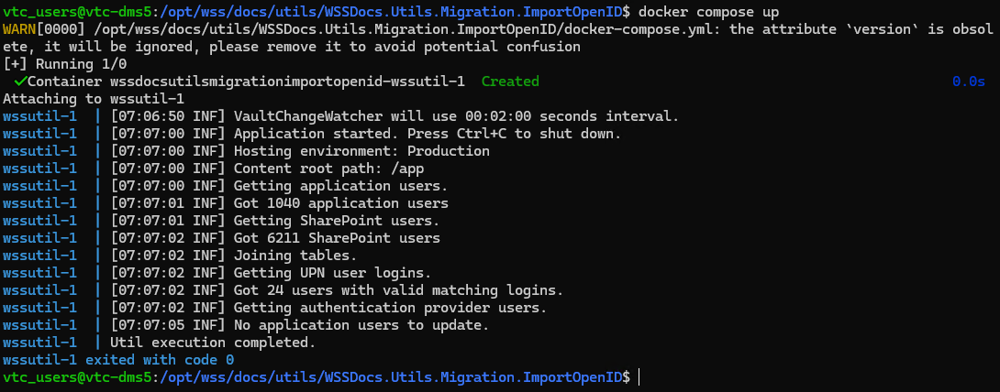 vtc_users@vtc-dms5:/opt/wss/docs/utils/WSSDocs.Utils.Migration.ImportOpenID$ docker compose up
WARN[0000] /opt/wss/docs/utils/WSSDocs.Utils.Migration.ImportOpenID/docker-compose.yml: the attribute `version` is obsol
ete, it will be ignored, please remove it to avoid potential confusion
[+] Running 1/0
✓Container wssdocsutilsmigrationimportopenid-wssutil-1  Created 0.0s
Attaching to wssutil-1
wssutil-1  | [07:06:50 INF] VaultChangeWatcher will use 00:02:00 seconds interval.
wssutil-1  | [07:07:00 INF] Application started. Press Ctrl+C to shut down.
wssutil-1  | [07:07:00 INF] Hosting environment: Production
wssutil-1  | [07:07:00 INF] Content root path: /app
wssutil-1  | [07:07:00 INF] Getting application users.
wssutil-1  | [07:07:01 INF] Got 1040 application users
wssutil-1  | [07:07:01 INF] Getting SharePoint users.
wssutil-1  | [07:07:02 INF] Got 6211 SharePoint users
wssutil-1  | [07:07:02 INF] Joining tables.
wssutil-1  | [07:07:02 INF] Getting UPN user logins.
wssutil-1  | [07:07:02 INF] Got 24 users with valid matching logins.
wssutil-1  | [07:07:02 INF] Getting authentication provider users.
wssutil-1  | [07:07:05 INF] No application users to update.
wssutil-1  | Util execution completed.
wssutil-1 exited with code 0
vtc_users@vtc-dms5:/opt/wss/docs/utils/WSSDocs.Utils.Migration.ImportOpenID$